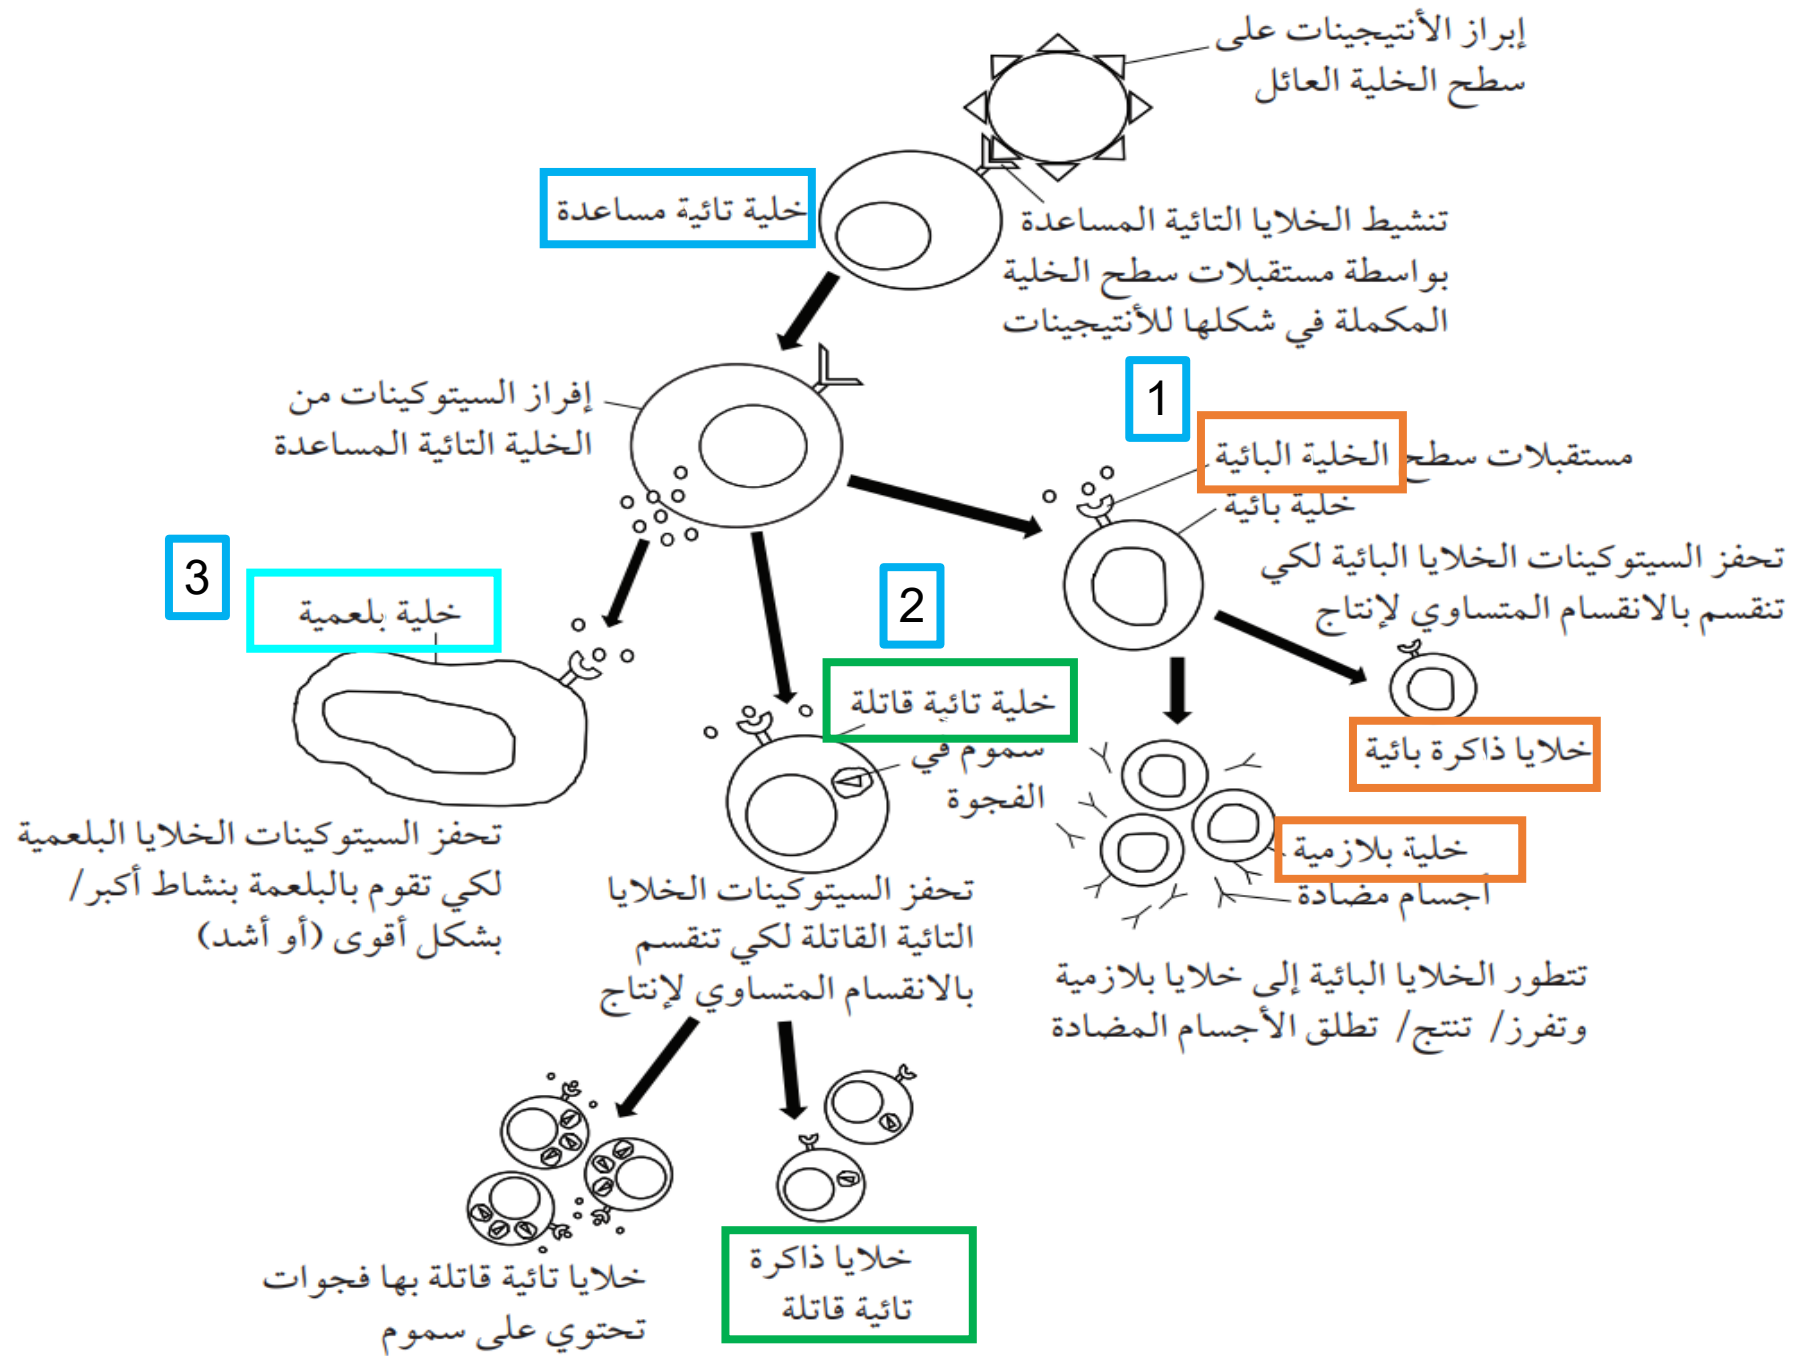 إبراز الأنتيجينات على
سطح الخلية العائل
خلية تائية مساعدة
تنشيط الخلايا التائية المساعدة
بواسطة مستقبلات سطح الخلية
المكملة في شكلها للأنتيجينات
إفراز السيتوكينات من
الخلية التائية المساعدة
1
مستقبلات سطح الخلية البائية
خلية بائية
تحفز السيتوكينات الخلايا البائية لكي
تنقسم بالانقسام المتساوي لإنتاج
خلايا ذاكرة بائية
خلية بلازمية
أجسام مضادة
تتطور الخلايا البائية إلى خلايا بلازمية
وتفرز/ تنتج/ تطلق الأجسام المضادة
2
خلية تائية قاتلة
سموم في
الفجوة
تحفز السيتوكينات الخلايا
التائية القاتلة لكي تنقسم
بالانقسام المتساوي لإنتاج
3
خلية بلعمية
تحفز السيتوكينات الخلايا البلعمية
لكي تقوم بالبلعمة بنشاط أكبر/
بشكل أقوى (أو أشد)
خلايا ذاكرة
تائية قاتلة
خلايا تائية قاتلة بها فجوات
تحتوي على سموم